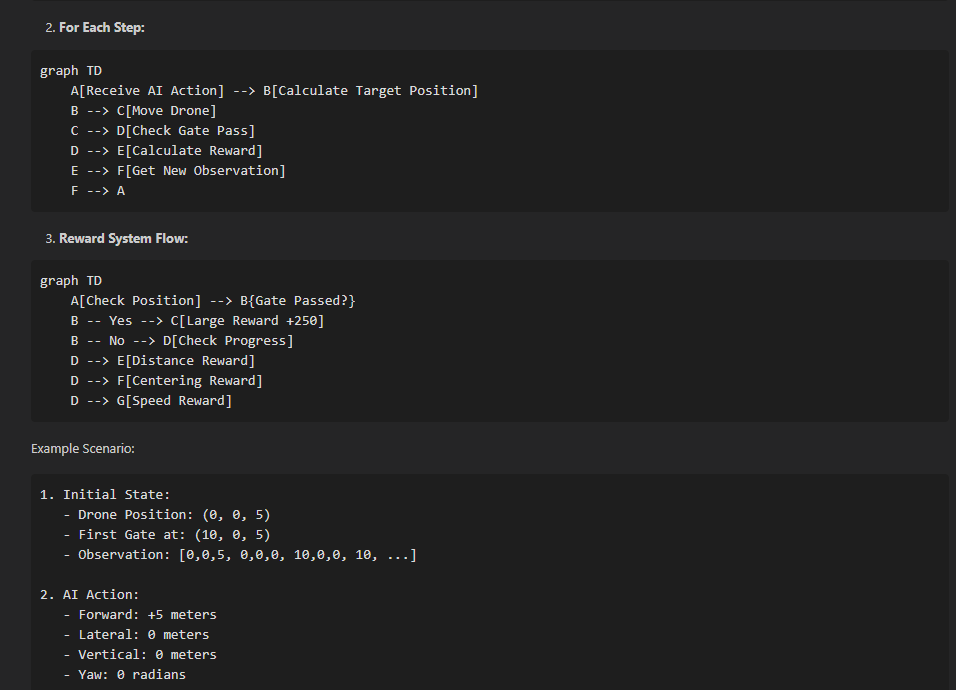 2. For Each Step:
graph TD
A[Receive AI Action] --> B[Calculate Target Position]
B --> C[Move Drone]
C --> D[Check Gate Pass]
D --> E[Calculate Reward]
E --> F[Get New Observation]
F --> A
3. Reward System Flow:
graph TD
A[Check Position] --> B{Gate Passed?}
B -- Yes --> C[Large Reward +250]
B -- No --> D[Check Progress]
D --> E[Distance Reward]
D --> F[Centering Reward]
D --> G[Speed Reward]
Example Scenario:
1. Initial State:
- Drone Position: (0, 0, 5)
- First Gate at: (10, 0, 5)
- Observation: [0,0,5, 0,0,0, 10,0,0, 10, ...]
2. AI Action:
- Forward: +5 meters
- Lateral: 0 meters
- Vertical: 0 meters
- Yaw: 0 radians